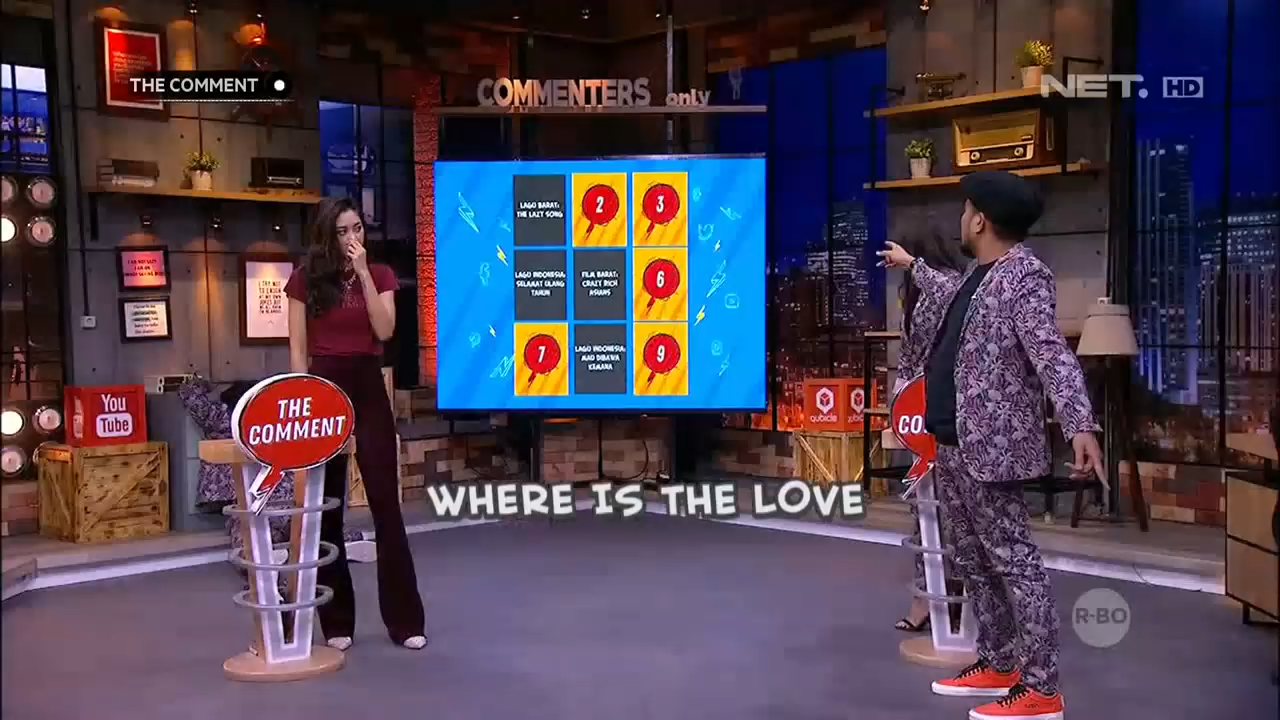 THE COMMENT
NET. HD
COMMENTERS only
LAGU BARAT:
THE LAZY SONG
2
3
LAGU INDONESIA:
SELAMAT ULANG
TAHUN
FILM BARAT:
CRAZY RICH
ASIANS
6
7
LAGU INDONESIA:
MAU DIBAWA
KEMANA
9
You
Tube
THE
COMMENT
qubicle
CO
WHERE IS THE LOVE
R-BO